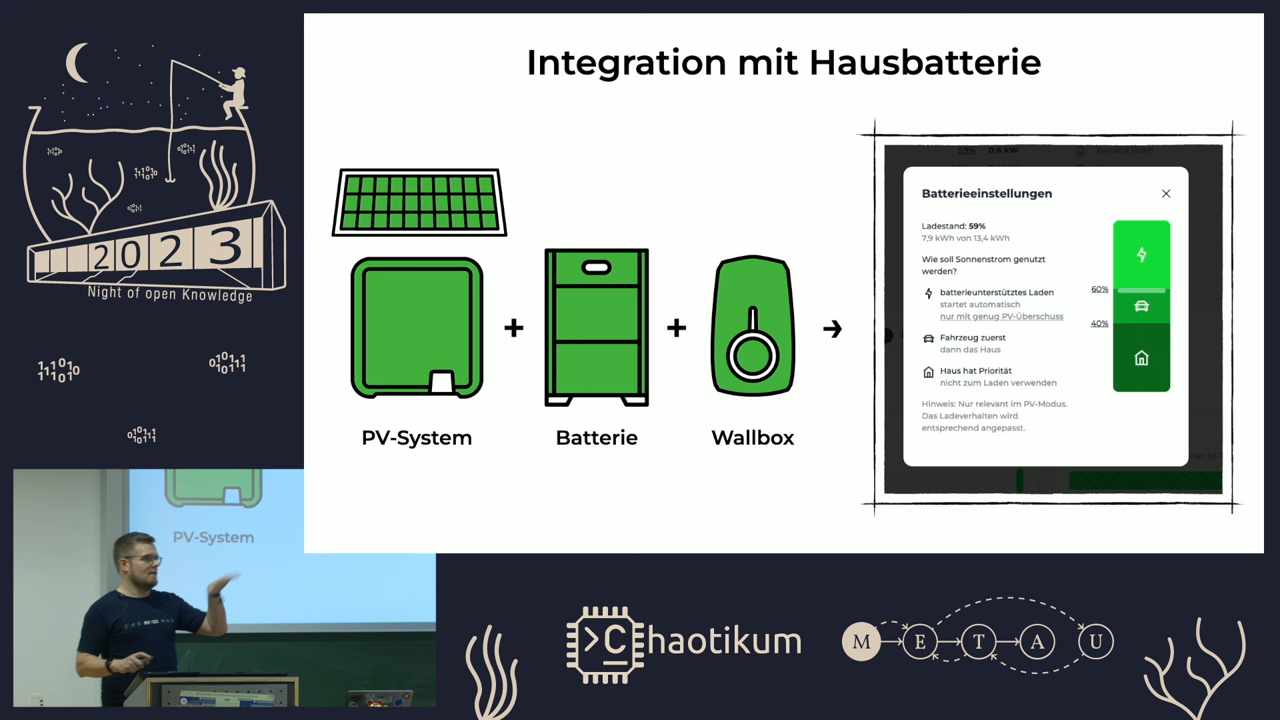 Integration mit Hausbatterie
2023
Night of open Knowledge
PV-System
+
Batterie
+
Wallbox
→
Batterieeinstellungen
Ladestand: 59%
7,9 kWh von 13,4 kWh
Wie soll Sonnenstrom genutzt
werden?
batterieunterstütztes Laden
startet automatisch
nur mit genug PV-Überschuss
Fahrzeug zuerst
dann das Haus
Haus hat Priorität
nicht zum Laden verwenden
Hinweis: Nur relevant im PV-Modus.
Das Ladeverhalten wird
entsprechend angepasst.
60%
40%
PV-System
>Chaotikum
META U